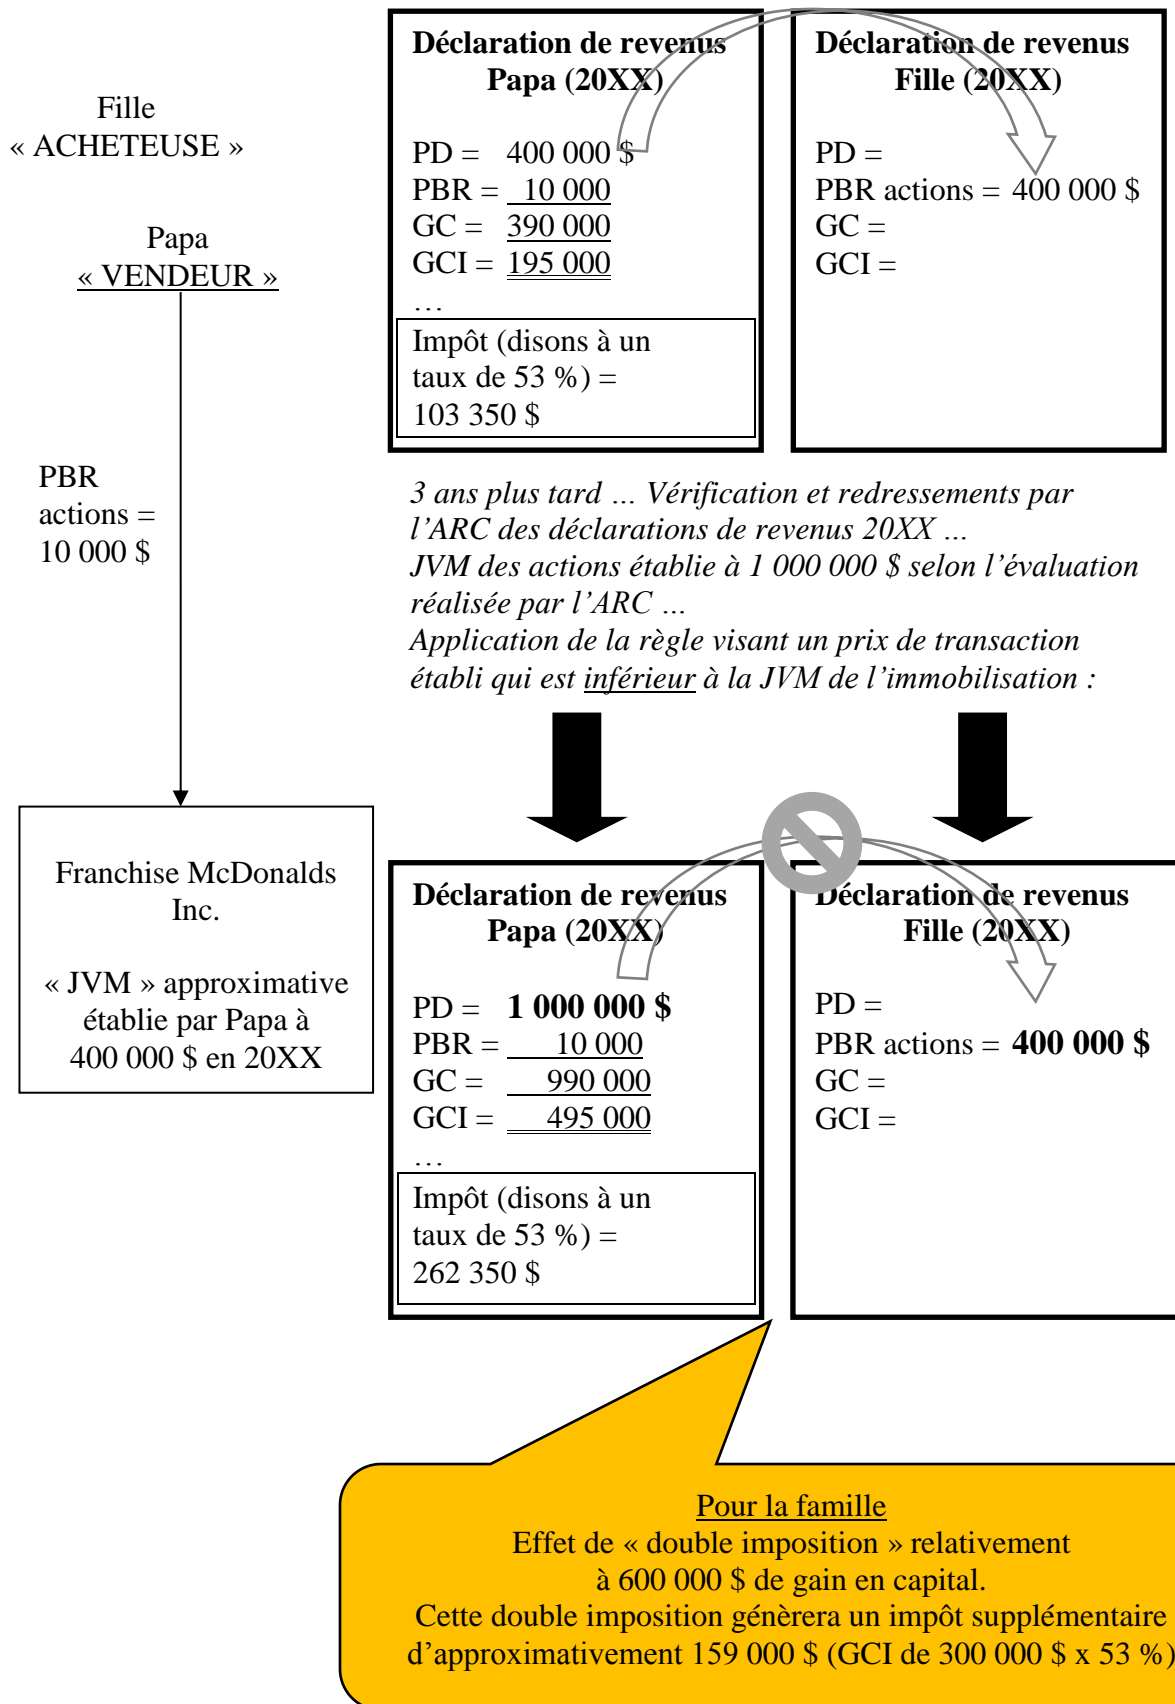 Fille
« ACHETEUSE »
Papa
« VENDEUR »
PBR
actions =
10 000 $
Franchise McDonalds
Inc.
« JVM » approximative
établie par Papa à
400 000 $ en 20XX
Déclaration de revenus
Papa (20XX)
PD = 400 000 $
PBR = 10 000
GC = 390 000
GCI = 195 000
…
Impôt (disons à un
taux de 53 %) =
103 350 $
Déclaration de revenus
Fille (20XX)
PD =
PBR actions = 400 000 $
GC =
GCI =
3 ans plus tard … Vérification et redressements par
l’ARC des déclarations de revenus 20XX …
JVM des actions établie à 1 000 000 $ selon l’évaluation
réalisée par l’ARC …
Application de la règle visant un prix de transaction
établi qui est inférieur à la JVM de l’immobilisation :
Déclaration de revenus
Papa (20XX)
PD = 1 000 000 $
PBR = 10 000
GC = 990 000
GCI = 495 000
…
Impôt (disons à un
taux de 53 %) =
262 350 $
Déclaration de revenus
Fille (20XX)
PD =
PBR actions = 400 000 $
GC =
GCI =
Pour la famille
Effet de « double imposition » relativement
à 600 000 $ de gain en capital.
Cette double imposition génèrera un impôt supplémentaire
d’approximativement 159 000 $ (GCI de 300 000 $ x 53 %)